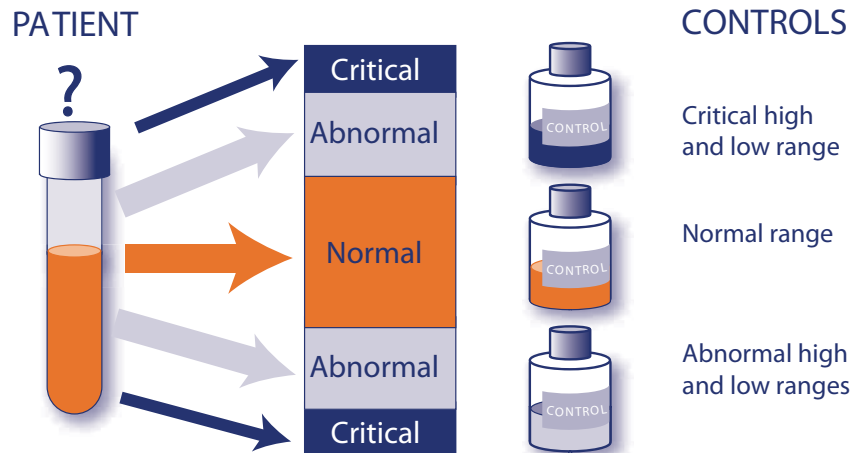 PATIENT
CONTROLS
?
Critical
Abnormal
Normal
Abnormal
Critical
CONTROL
Critical high
and low range
CONTROL
Normal range
CONTROL
Abnormal high
and low ranges